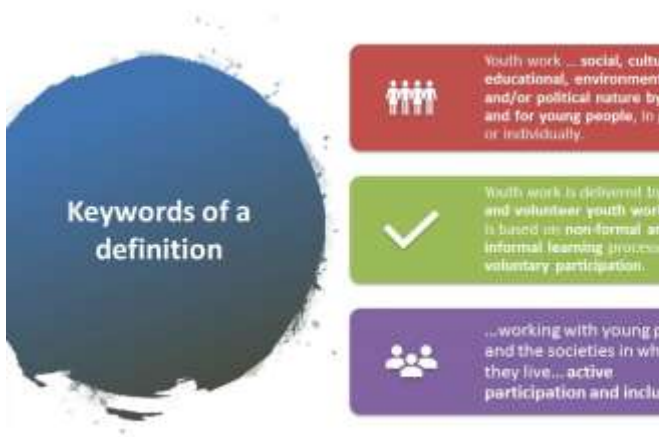 Keywords of a
definition
Youth work ... social, cultu
educational, environment
and/or political nature by
and for young people, in
or individually.
Youth work is delivered
and volunteer youth wor
is based on non-formal an
informal learning process
voluntary participation.
...working with young p
and the societies in wh
they live... active
participation and inclu